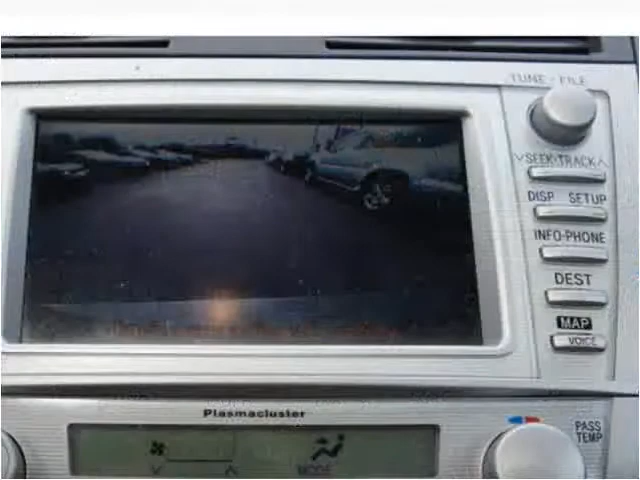 TUNE · FILE
∨SEEK·TRACK∧
DISP SETUP
INFO·PHONE
DEST
MAP
VOICE
Plasmacluster
PASS
TEMP
MODE